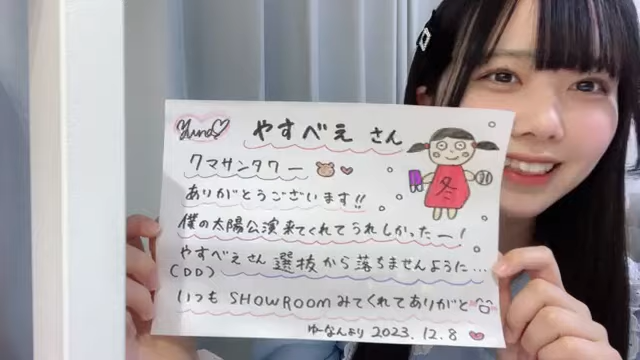 Yuna♡ やすべえ さん
クマサンタワー
ありがとうございます!!
僕の太陽公演来てくれてうれしかったー!
やすべえさん 選抜から落ちませんように…
(DD)
いつも SHOWROOM みてくれてありがと
ゆーなんより 2023.12.8
冬